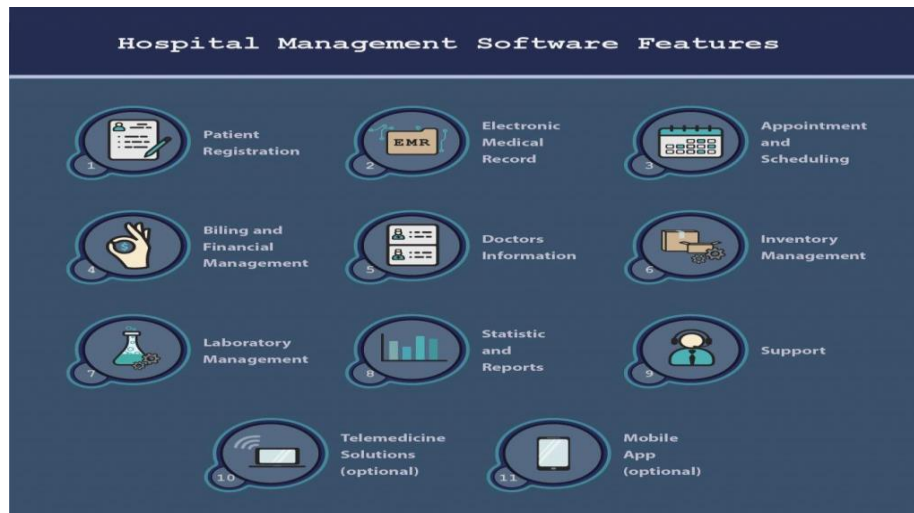 Hospital Management Software Features
1
Patient
Registration
2
EMR
Electronic
Medical
Record
3
Appointment
and
Scheduling
4
Biling and
Financial
Management
5
Doctors
Information
6
Inventory
Management
7
Laboratory
Management
8
Statistic
and
Reports
9
Support
10
Telemedicine
Solutions
(optional)
11
Mobile
App
(optional)